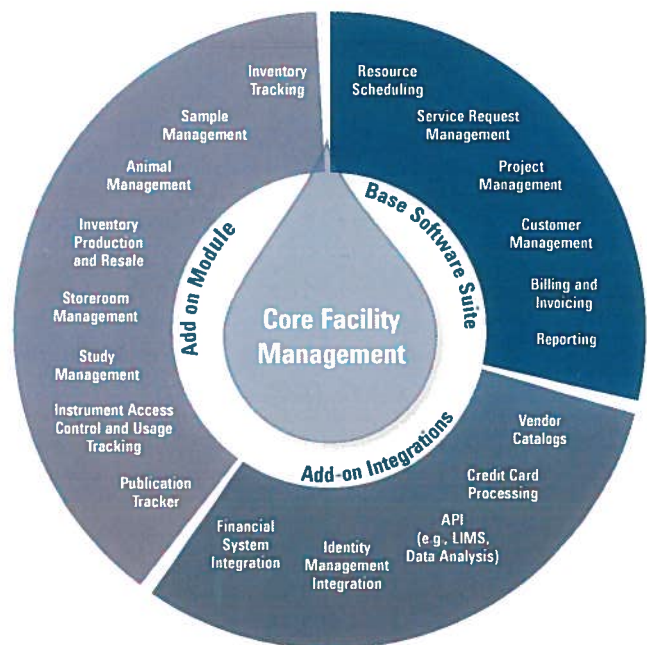 Core Facility
Management
Base Software Suite
Resource
Scheduling
Service Request
Management
Project
Management
Customer
Management
Billing and
Invoicing
Reporting
Add-on Integrations
Vendor
Catalogs
Credit Card
Processing
API
(e.g., LIMS,
Data Analysis)
Identity
Management
Integration
Financial
System
Integration
Add on Module
Inventory
Tracking
Sample
Management
Animal
Management
Inventory
Production
and Resale
Storeroom
Management
Study
Management
Instrument Access
Control and Usage
Tracking
Publication
Tracker